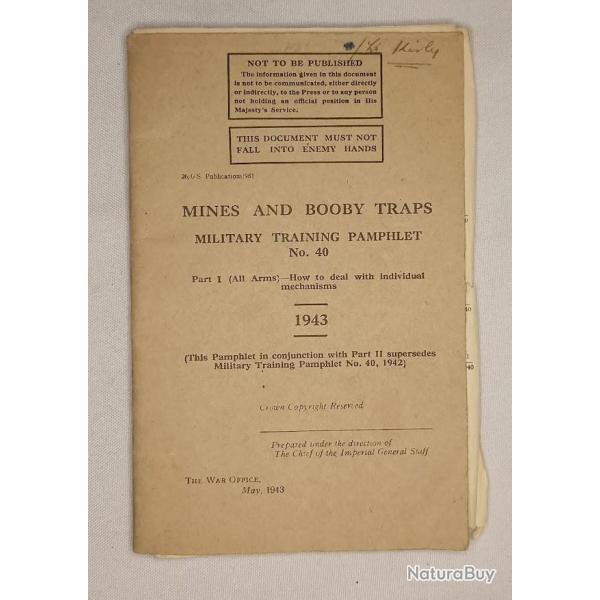 Kirby
NOT TO BE PUBLISHED
The information given in this document
is not to be communicated, either directly
or indirectly, to the Press or to any person
not holding an official position in His
Majesty's Service.
THIS DOCUMENT MUST NOT
FALL INTO ENEMY HANDS
26/G.S. Publications/981
MINES AND BOOBY TRAPS
MILITARY TRAINING PAMPHLET
No. 40
Part I (All Arms)—How to deal with individual
mechanisms
1943
(This Pamphlet in conjunction with Part II supersedes
Military Training Pamphlet No. 40, 1942)
Crown Copyright Reserved
Prepared under the direction of
The Chief of the Imperial General Staff
THE WAR OFFICE,
May, 1943
NaturaBuy